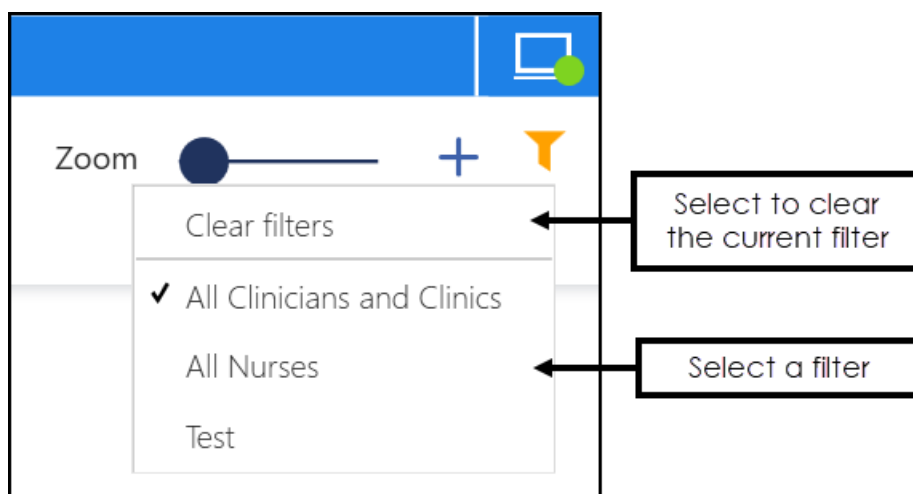 Zoom
Clear filters
All Clinicians and Clinics
All Nurses
Test
Select to clear
the current filter
Select a filter